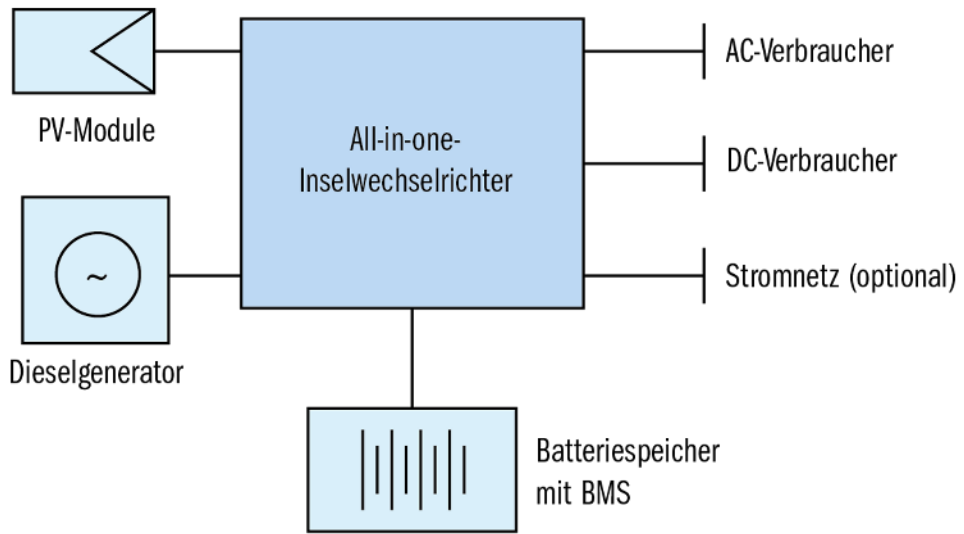 PV-Module
Dieselgenerator
All-in-one-
Inselwechselrichter
AC-Verbraucher
DC-Verbraucher
Stromnetz (optional)
Batteriespeicher
mit BMS
~